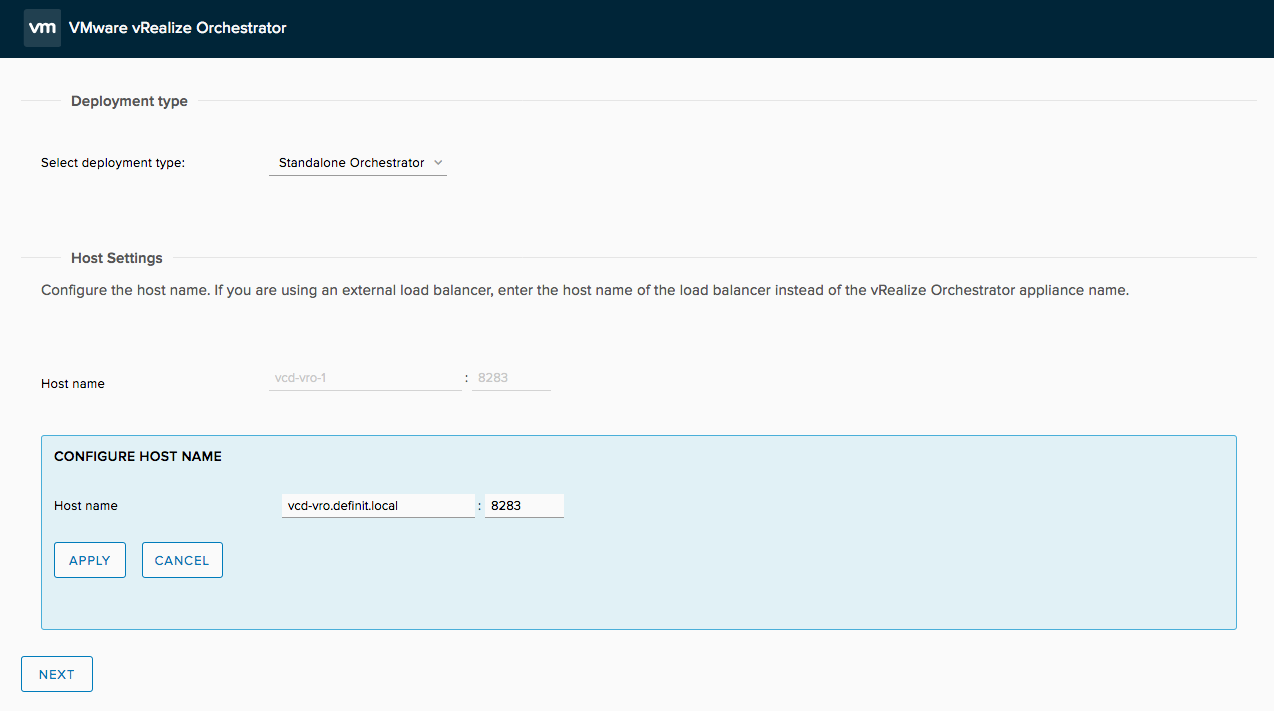 vm VMware vRealize Orchestrator
Deployment type
Select deployment type: Standalone Orchestrator
Host Settings
Configure the host name. If you are using an external load balancer, enter the host name of the load balancer instead of the vRealize Orchestrator appliance name.
Host name vcd-vro-1 : 8283
CONFIGURE HOST NAME
Host name vcd-vro.definit.local : 8283
APPLY CANCEL
NEXT